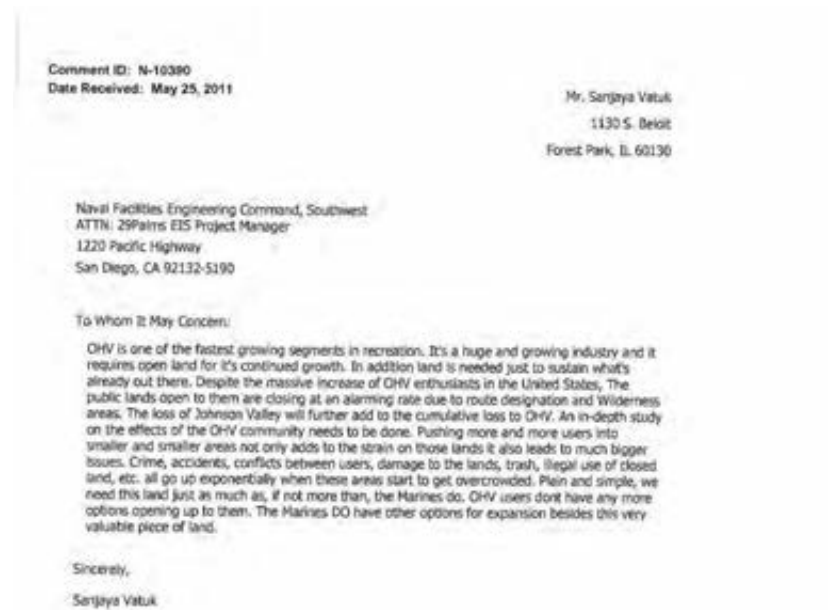 Comment ID: N-10390
Date Received: May 25, 2011
Mr. Sanjaya Vatuk
1130 S. Beloit
Forest Park, IL 60130
Naval Facilities Engineering Command, Southwest
ATTN: 29Palms EIS Project Manager
1220 Pacific Highway
San Diego, CA 92132-5190
To Whom It May Concern:
OHV is one of the fastest growing segments in recreation. It's a huge and growing industry and it
requires open land for it's continued growth. In addition land is needed just to sustain what's
already out there. Despite the massive increase of OHV enthusiasts in the United States, The
public lands open to them are closing at an alarming rate due to route designation and Wilderness
areas. The loss of Johnson Valley will further add to the cumulative loss to OHV. An in-depth study
on the effects of the OHV community needs to be done. Pushing more and more users into
smaller and smaller areas not only adds to the strain on those lands it also leads to much bigger
issues. Crime, accidents, conflicts between users, damage to the lands, trash, illegal use of closed
land, etc. all go up exponentially when these areas start to get overcrowded. Plain and simple, we
need this land just as much as, if not more than, the Marines do. OHV users dont have any more
options opening up to them. The Marines DO have other options for expansion besides this very
valuable piece of land.
Sincerely,
Sanjaya Vatuk